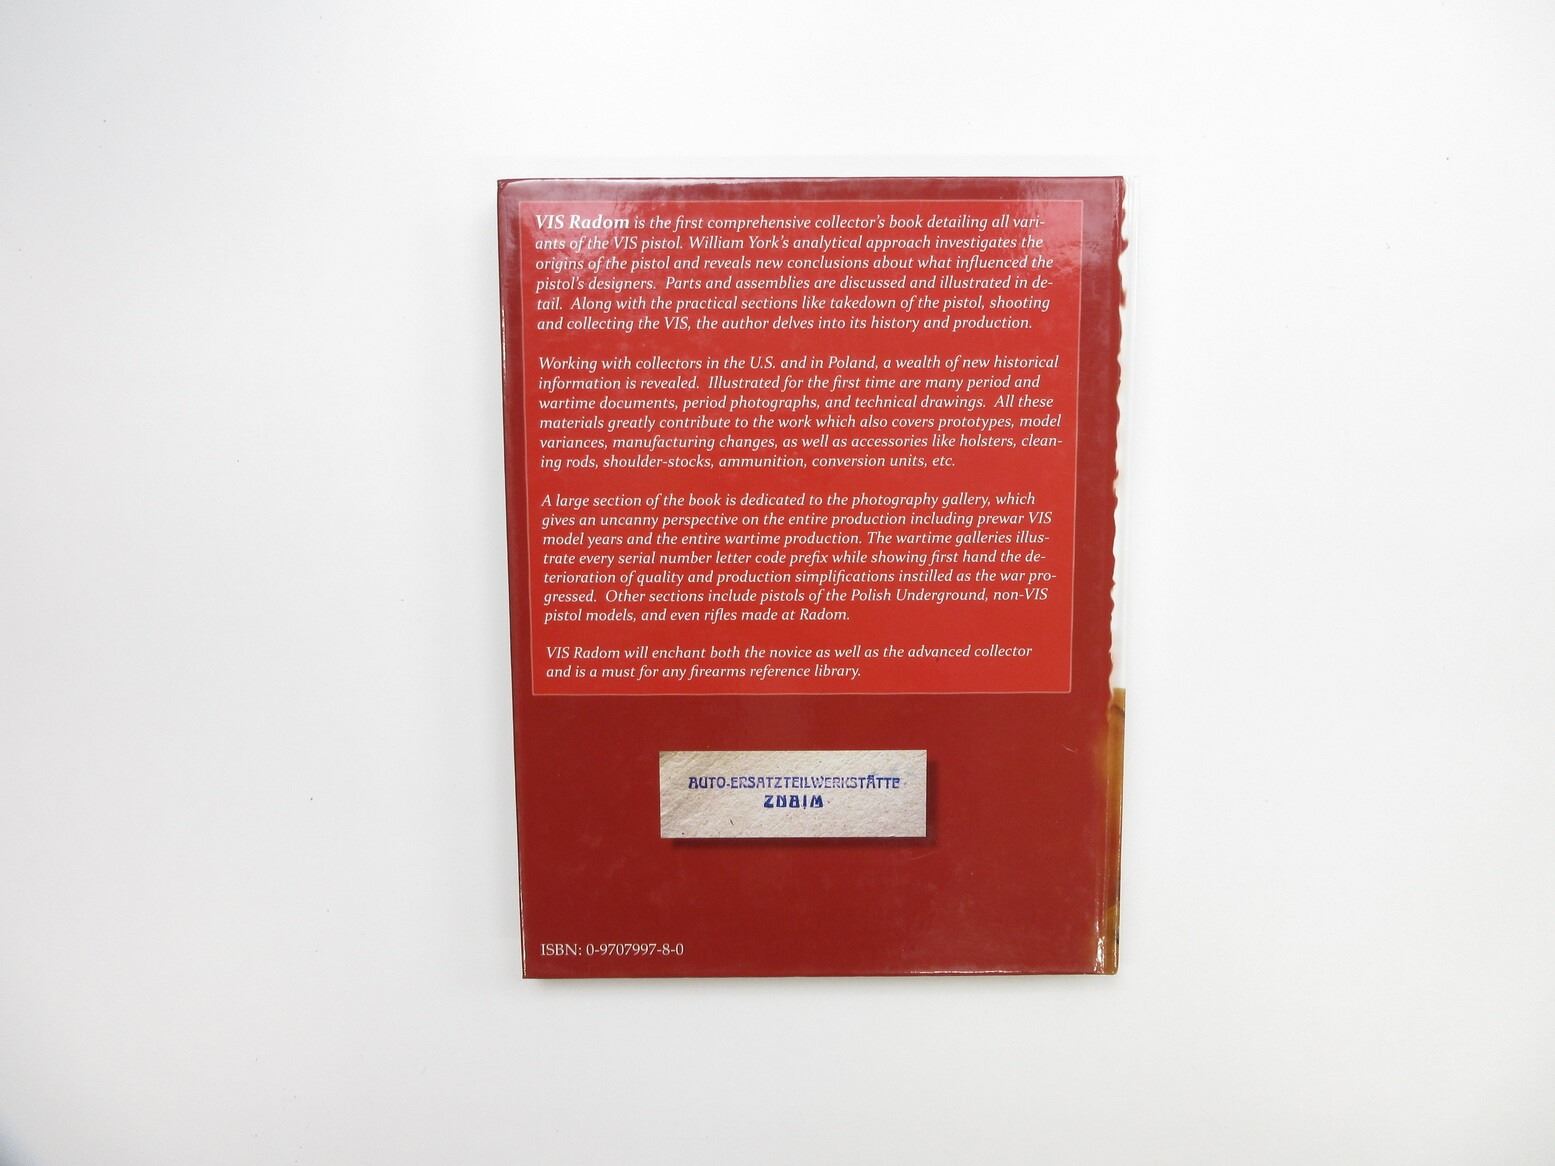 VIS Radom is the first comprehensive collector's book detailing all vari-
ants of the VIS pistol. William York's analytical approach investigates the
origins of the pistol and reveals new conclusions about what influenced the
pistol's designers. Parts and assemblies are discussed and illustrated in de-
tail. Along with the practical sections like takedown of the pistol, shooting
and collecting the VIS, the author delves into its history and production.
Working with collectors in the U.S. and in Poland, a wealth of new historical
information is revealed. Illustrated for the first time are many period and
wartime documents, period photographs, and technical drawings. All these
materials greatly contribute to the work which also covers prototypes, model
variances, manufacturing changes, as well as accessories like holsters, clean-
ing rods, shoulder-stocks, ammunition, conversion units, etc.
A large section of the book is dedicated to the photography gallery, which
gives an uncanny perspective on the entire production including prewar VIS
model years and the entire wartime production. The wartime galleries illus-
trate every serial number letter code prefix while showing first hand the de-
terioration of quality and production simplifications instilled as the war pro-
gressed. Other sections include pistols of the Polish Underground, non-VIS
pistol models, and even rifles made at Radom.
VIS Radom will enchant both the novice as well as the advanced collector
and is a must for any firearms reference library.
AUTO-ERSATZTEILWERKSTÄTTE
ZNAIM
ISBN: 0-9707997-8-0